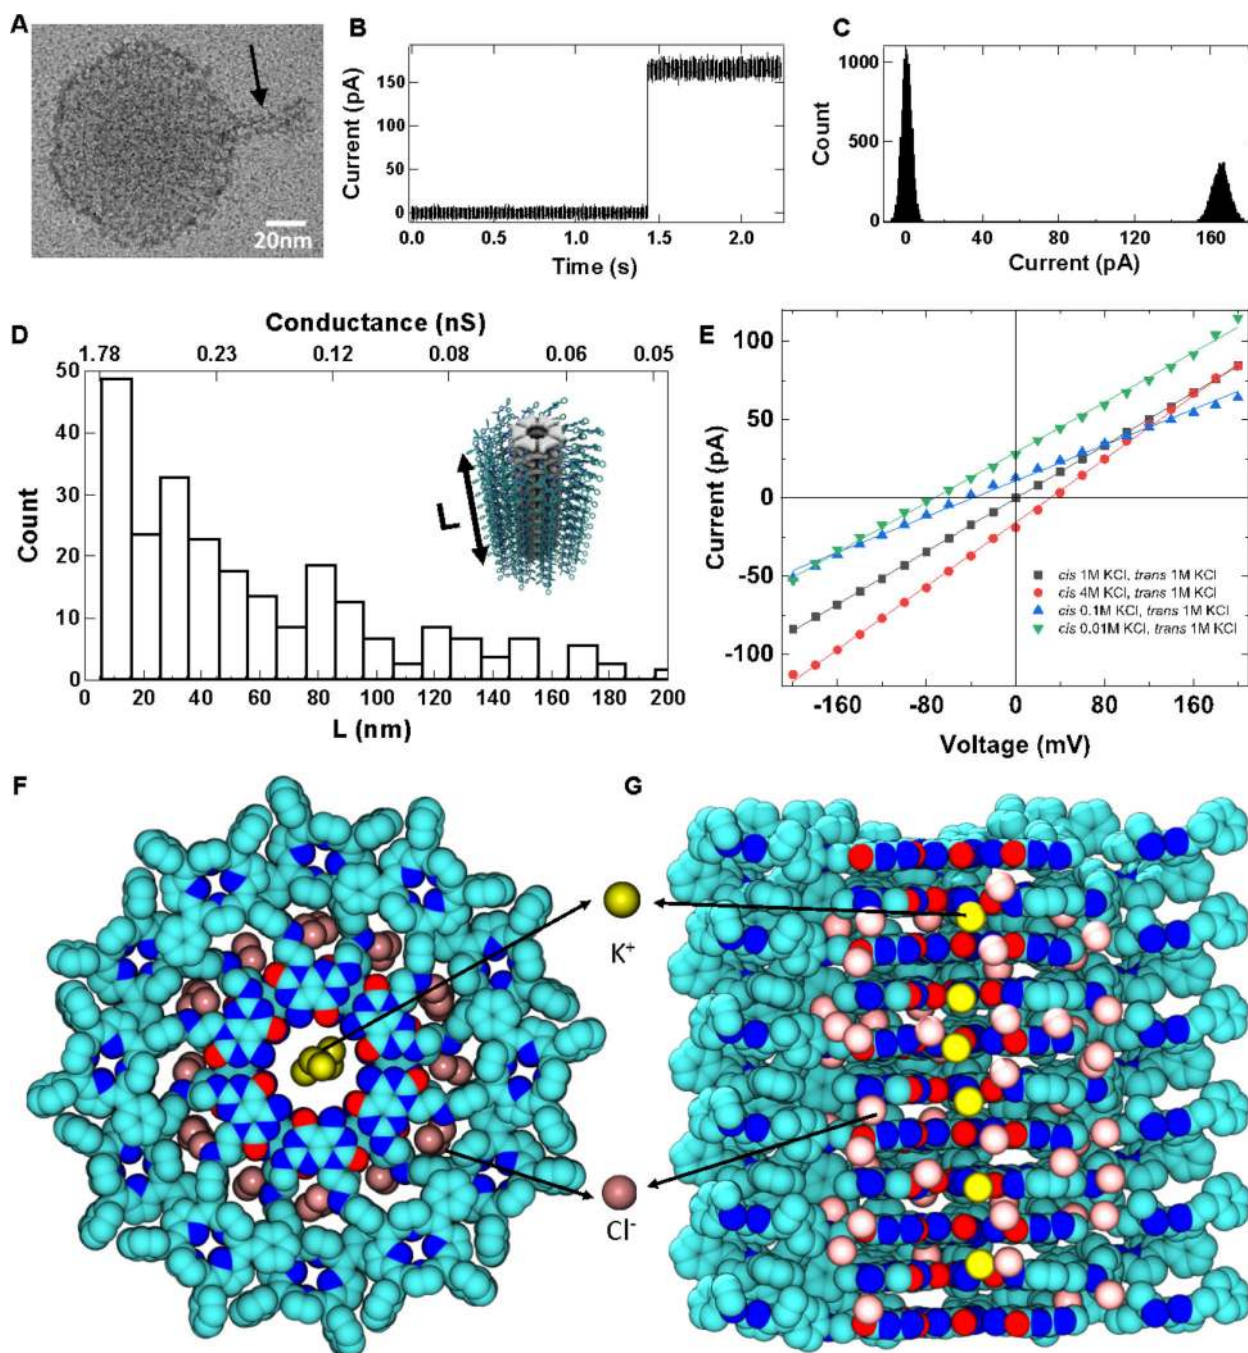 A
20nm
B
Current (pA)
150
100
50
0
0.0 0.5 1.0 1.5 2.0
Time (s)
C
Count
1000
500
0
0 40 80 120 160
Current (pA)
D
Conductance (nS)
1.78 0.23 0.12 0.08 0.06 0.05
Count
50
40
30
20
10
0
L
0 20 40 60 80 100 120 140 160 180 200
L (nm)
E
Current (pA)
100
50
0
-50
-100
cis 1M KCl, trans 1M KCl
cis 4M KCl, trans 1M KCl
cis 0.1M KCl, trans 1M KCl
cis 0.01M KCl, trans 1M KCl
-160 -80 0 80 160
Voltage (mV)
F
G
K+
Cl-